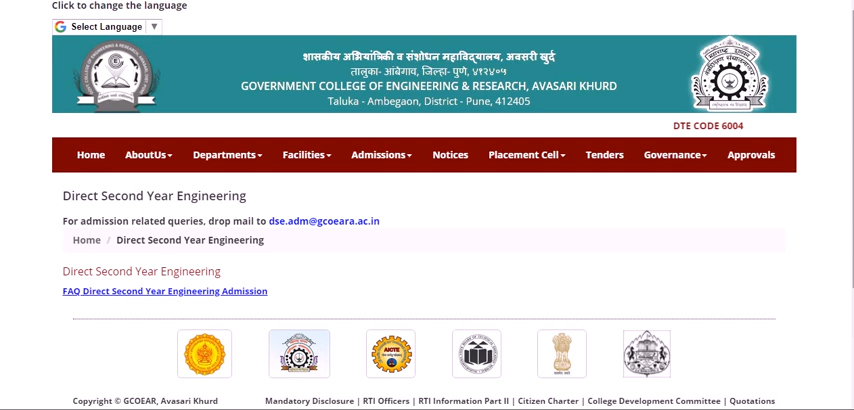 Click to change the language
Select Language ▼
शासकीय अभियांत्रिकी व संशोधन महाविद्यालय, अवसरी खुर्द
तालुका- आंबेगाव, जिल्हा- पुणे, ४१२४०५
GOVERNMENT COLLEGE OF ENGINEERING & RESEARCH, AVASARI KHURD
Taluka - Ambegaon, District - Pune, 412405
DTE CODE 6004
Home AboutUs Departments Facilities Admissions Notices Placement Cell Tenders Governance Approvals
Direct Second Year Engineering
For admission related queries, drop mail to dse.adm@gcoeara.ac.in
Home / Direct Second Year Engineering
Direct Second Year Engineering
FAQ Direct Second Year Engineering Admission
AICTE
Copyright © GCOEAR, Avasari Khurd Mandatory Disclosure | RTI Officers | RTI Information Part II | Citizen Charter | College Development Committee | Quotations